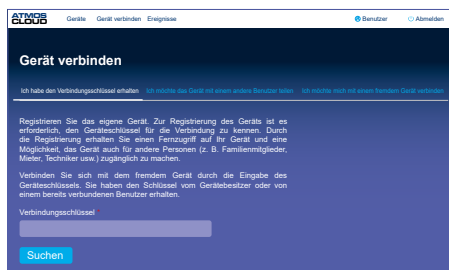 ATMOS
CLOUD
Geräte Gerät verbinden Ereignisse Benutzer Abmelden
Gerät verbinden
Ich habe den Verbindungsschlüssel erhalten Ich möchte das Gerät mit einem andere Benutzer teilen Ich möchte mich mit einem fremdem Gerät verbinden
Registrieren Sie das eigene Gerät. Zur Registrierung des Geräts ist es
erforderlich, den Geräteschlüssel für die Verbindung zu kennen. Durch
die Registrierung erhalten Sie einen Fernzugriff auf Ihr Gerät und eine
Möglichkeit, das Gerät auch für andere Personen (z. B. Familienmitglieder,
Mieter, Techniker usw.) zugänglich zu machen.
Verbinden Sie sich mit dem fremdem Gerät durch die Eingabe des
Geräteschlüssels. Sie haben den Schlüssel vom Gerätebesitzer oder von
einem bereits verbundenen Benutzer erhalten.
Verbindungsschlüssel *
Suchen